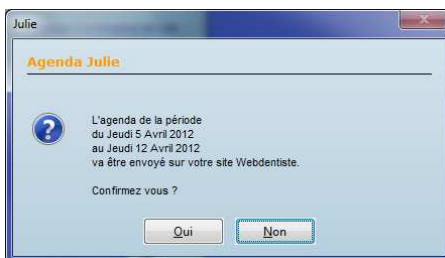 Julie
Agenda Julie
L'agenda de la période
du Jeudi 5 Avril 2012
au Jeudi 12 Avril 2012
va être envoyé sur votre site Webdentiste.
Confirmez vous ?
Oui
Non